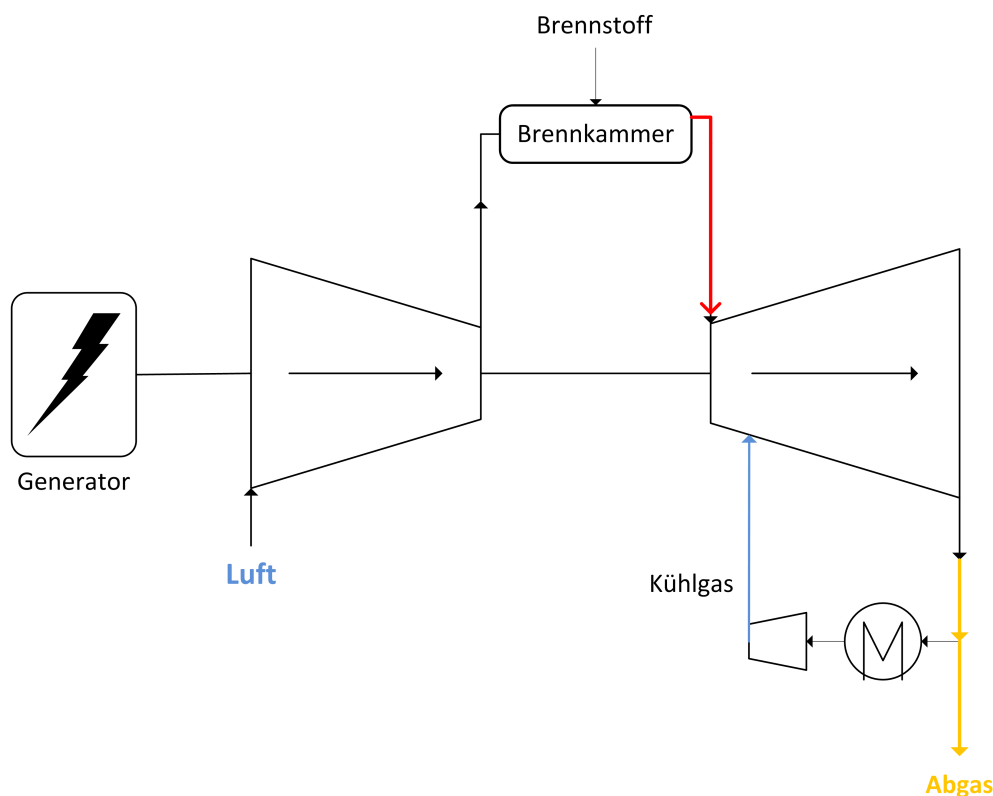 Brennstoff
Brennkammer
Generator
Luft
Kühlgas
Abgas